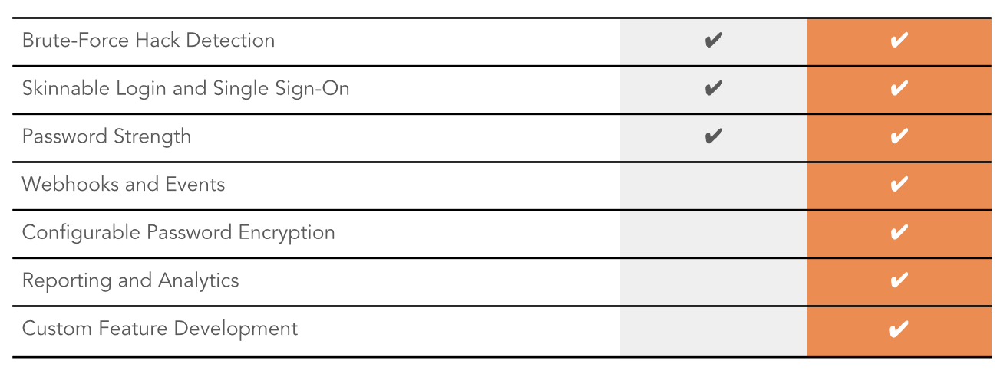 Brute-Force Hack Detection ✔ ✔
Skinnable Login and Single Sign-On ✔ ✔
Password Strength ✔ ✔
Webhooks and Events ✔
Configurable Password Encryption ✔
Reporting and Analytics ✔
Custom Feature Development ✔